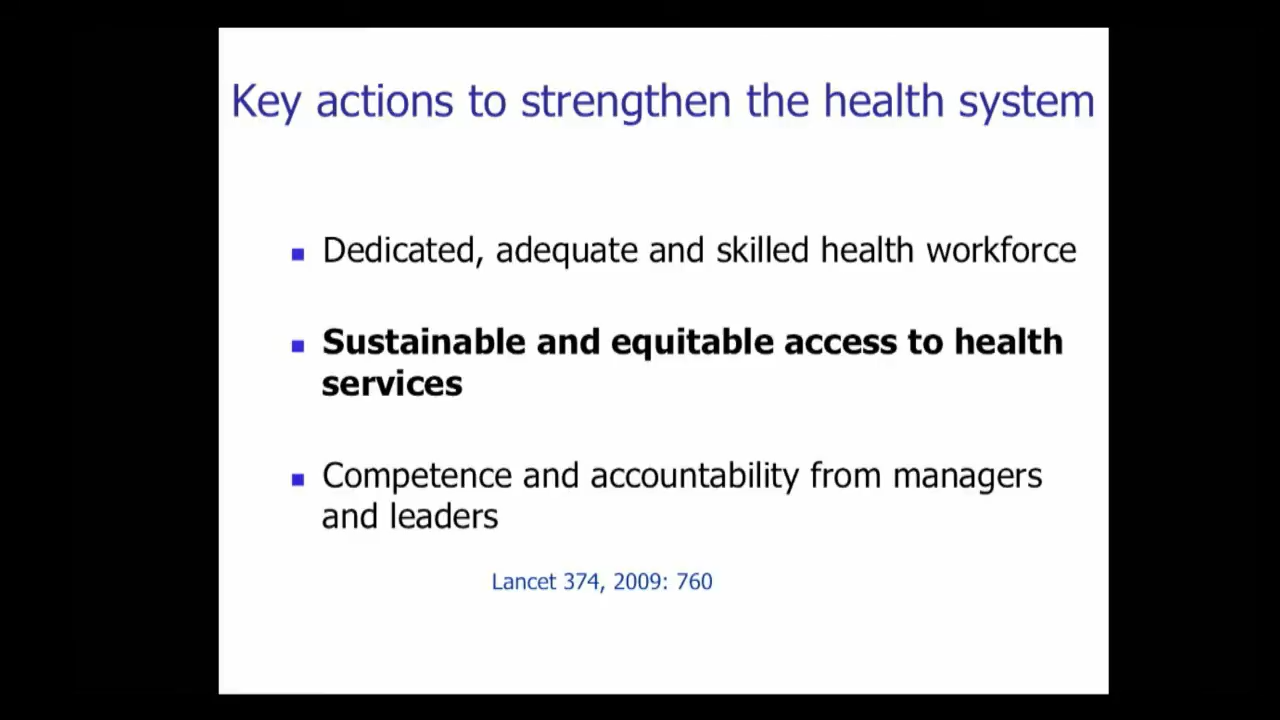 Key actions to strengthen the health system
Dedicated, adequate and skilled health workforce
Sustainable and equitable access to health
services
Competence and accountability from managers
and leaders
Lancet 374, 2009: 760